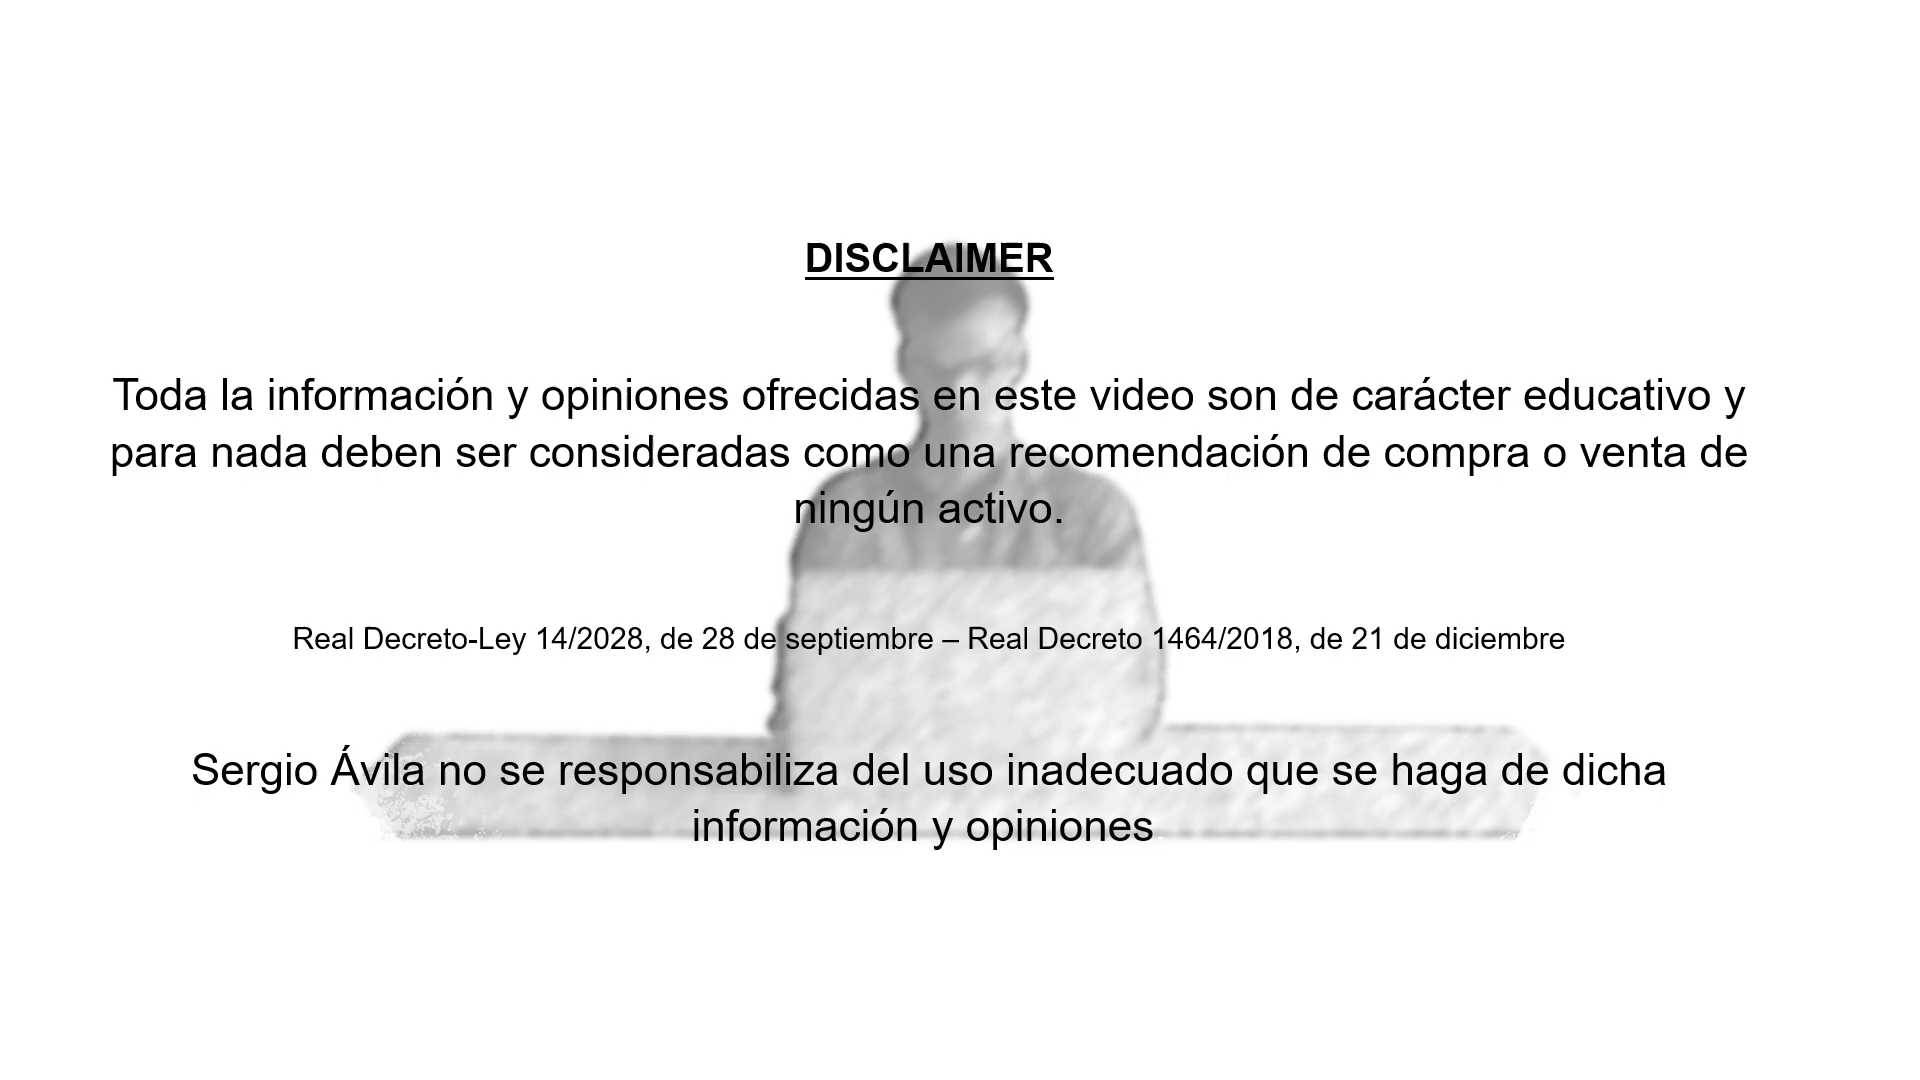 DISCLAIMER
Toda la información y opiniones ofrecidas en este video son de carácter educativo y
para nada deben ser consideradas como una recomendación de compra o venta de
ningún activo.
Real Decreto-Ley 14/2028, de 28 de septiembre – Real Decreto 1464/2018, de 21 de diciembre
Sergio Ávila no se responsabiliza del uso inadecuado que se haga de dicha
información y opiniones